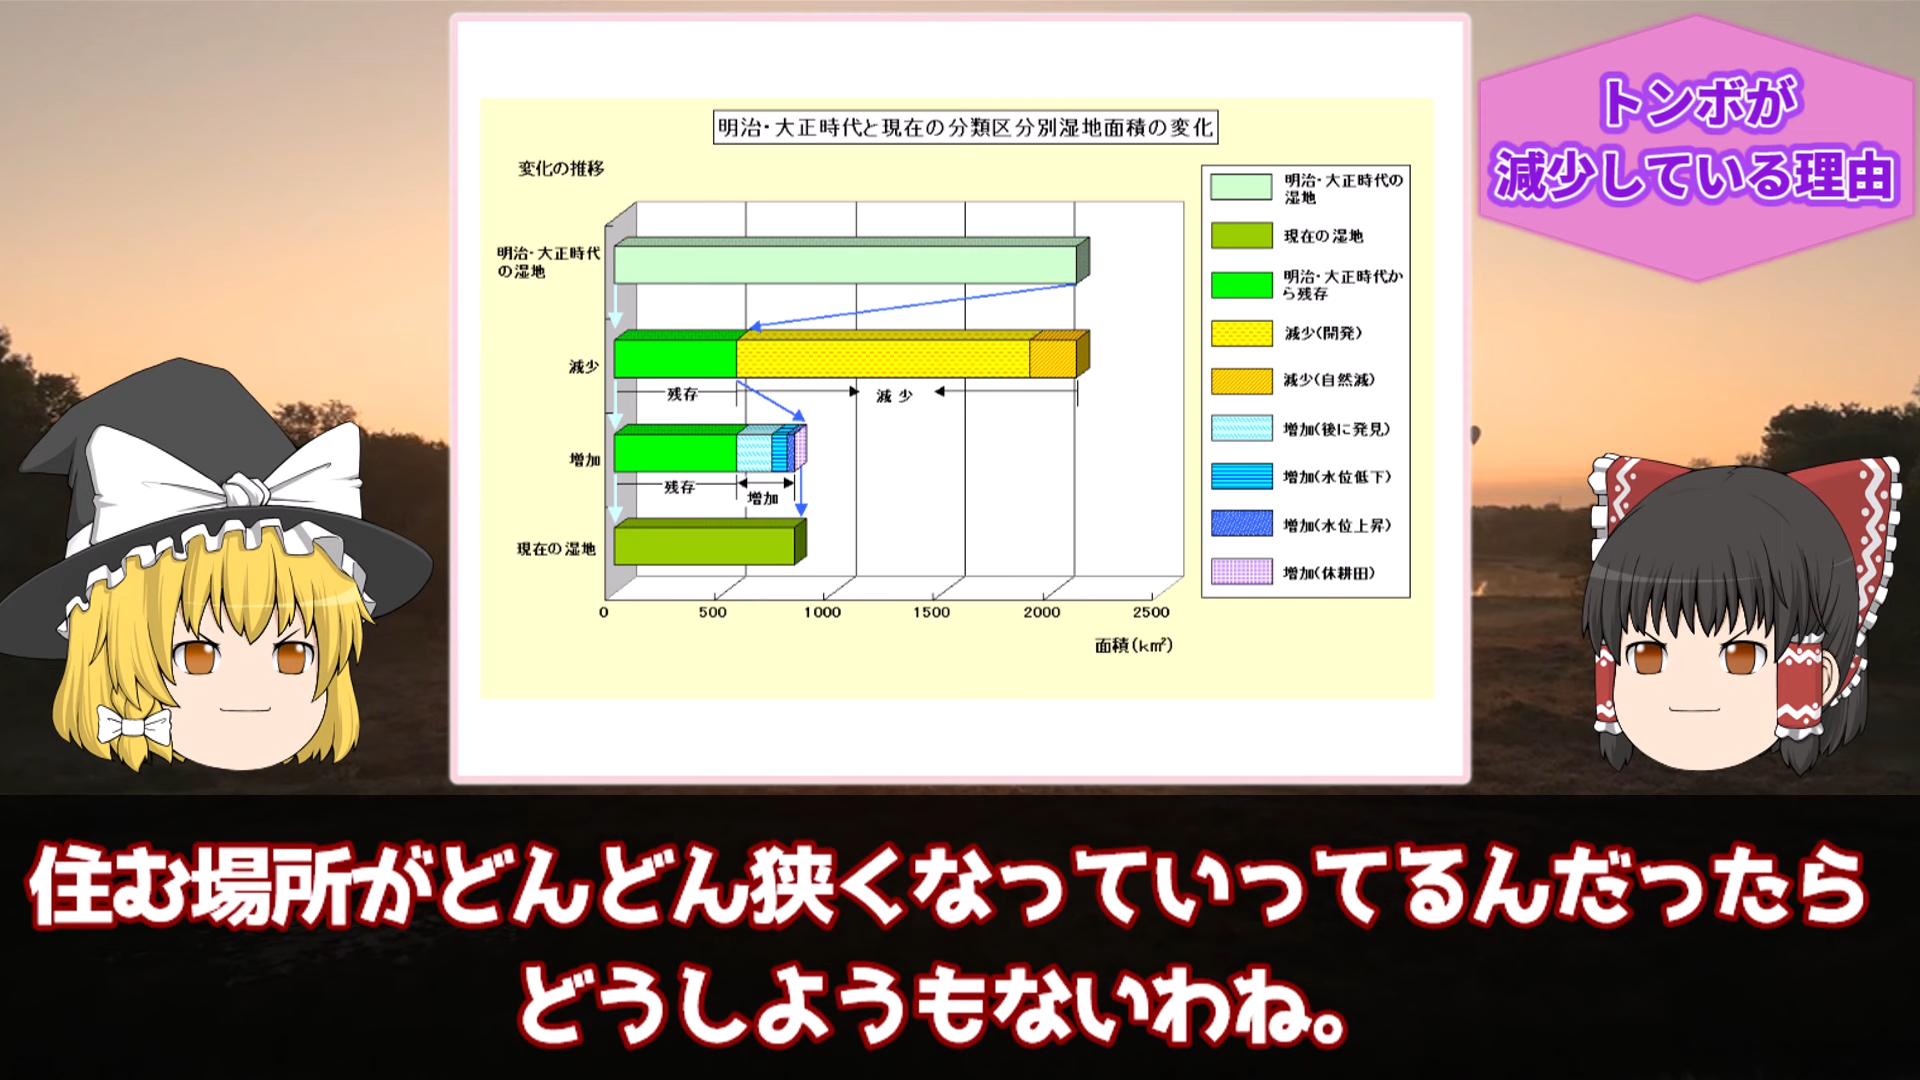 トンボが
減少している理由
明治・大正時代と現在の分類区分別湿地面積の変化
変化の推移
明治・大正時代
の湿地
減少
残存
減少
増加
残存
増加
現在の湿地
0
500
1000
1500
2000
2500
面積(k㎡)
明治・大正時代の
湿地
現在の湿地
明治・大正時代か
ら残存
減少(開発)
減少(自然減)
増加(後に発見)
増加(水位低下)
増加(水位上昇)
増加(休耕田)
住む場所がどんどん狭くなっていってるんだったら
どうしようもないわね。